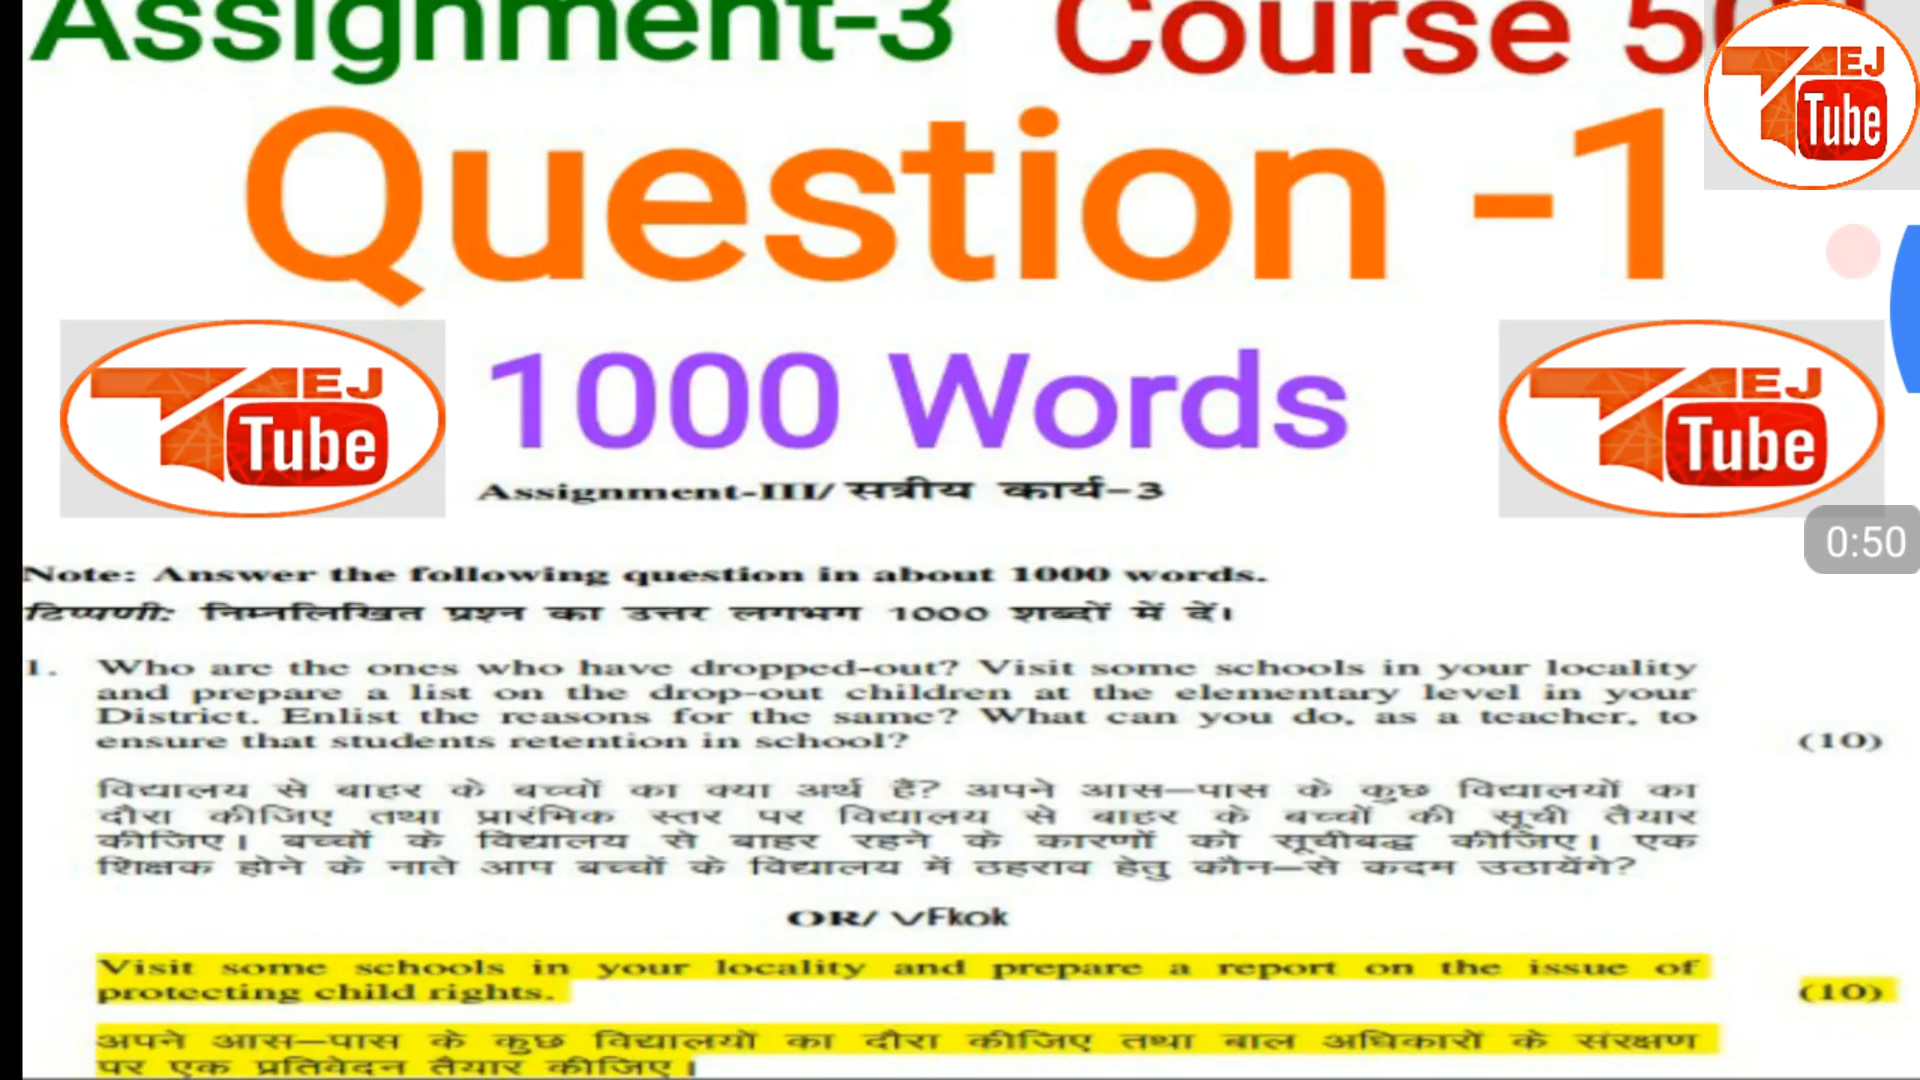 Assignment-3 Course 50
TEJ
Tube
Question -1
TEJ
Tube
1000 Words
TEJ
Tube
Assignment-III/ सत्रीय कार्य-3
0:50
Note: Answer the following question in about 1000 words.
टिप्पणी: निम्नलिखित प्रश्न का उत्तर लगभग 1000 शब्दों में दें।
1. Who are the ones who have dropped-out? Visit some schools in your locality
and prepare a list on the drop-out children at the elementary level in your
District. Enlist the reasons for the same? What can you do, as a teacher, to
ensure that students retention in school? (10)
विद्यालय से बाहर के बच्चों का क्या अर्थ हैं? अपने आस-पास के कुछ विद्यालयों का
दौरा कीजिए तथा प्रारंभिक स्तर पर विद्यालय से बाहर के बच्चों की सूची तैयार
कीजिए। बच्चों के विद्यालय से बाहर रहने के कारणों को सूचीबद्ध कीजिए। एक
शिक्षक होने के नाते आप बच्चों के विद्यालय में ठहराव हेतु कौन-से कदम उठायेंगे?
OR/ \/Fkok
Visit some schools in your locality and prepare a report on the issue of
protecting child rights. (10)
अपने आस-पास के कुछ विद्यालयों का दौरा कीजिए तथा बाल अधिकारों के संरक्षण
पर एक प्रतिवेदन तैयार कीजिए।